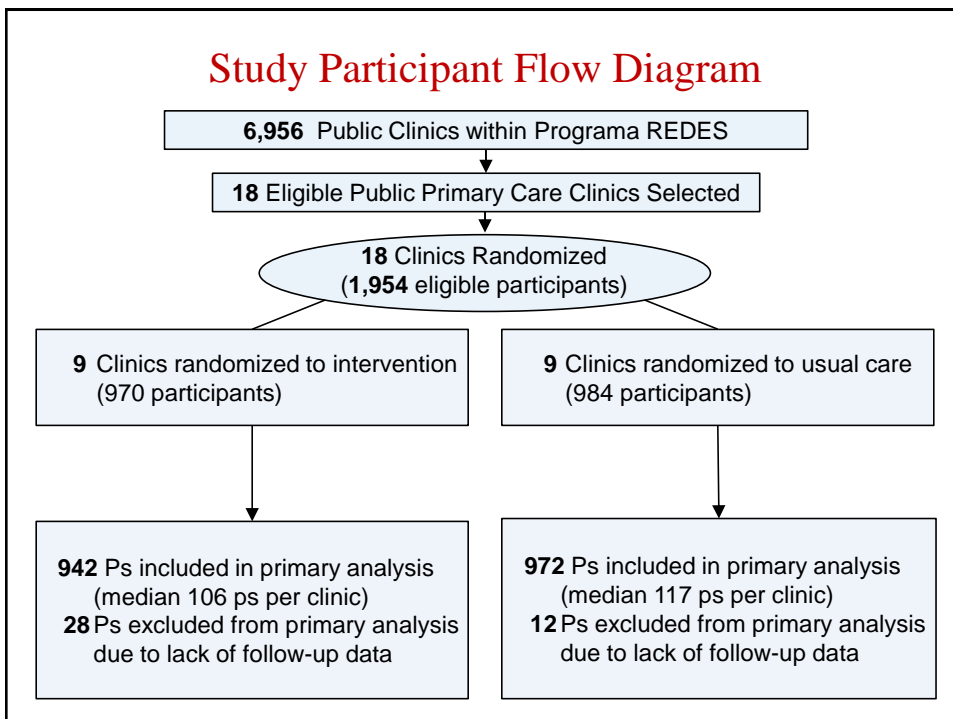 Study Participant Flow Diagram
6,956 Public Clinics within Programa REDES
18 Eligible Public Primary Care Clinics Selected
18 Clinics Randomized
(1,954 eligible participants)
9 Clinics randomized to intervention
(970 participants)
9 Clinics randomized to usual care
(984 participants)
942 Ps included in primary analysis
(median 106 ps per clinic)
28 Ps excluded from primary analysis
due to lack of follow-up data
972 Ps included in primary analysis
(median 117 ps per clinic)
12 Ps excluded from primary analysis
due to lack of follow-up data